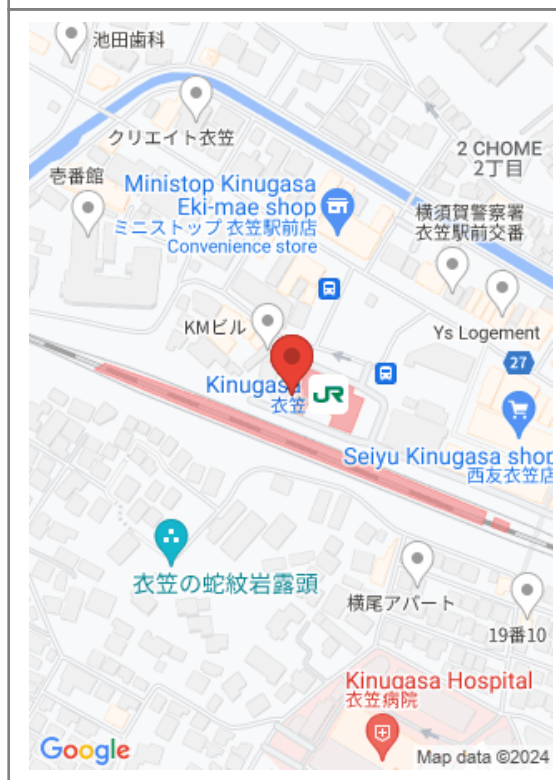 池田歯科
クリエイト衣笠
2 CHOME
2丁目
壱番館
Ministop Kinugasa
Eki-mae shop
ミニストップ 衣笠駅前店
Convenience store
横須賀警察署
衣笠駅前交番
KMビル
Ys Logement
27
Kinugasa
衣笠
JR
Seiyu Kinugasa shop
西友衣笠店
衣笠の蛇紋岩露頭
横尾アパート
19番10
Kinugasa Hospital
衣笠病院
Google
Map data ©2024